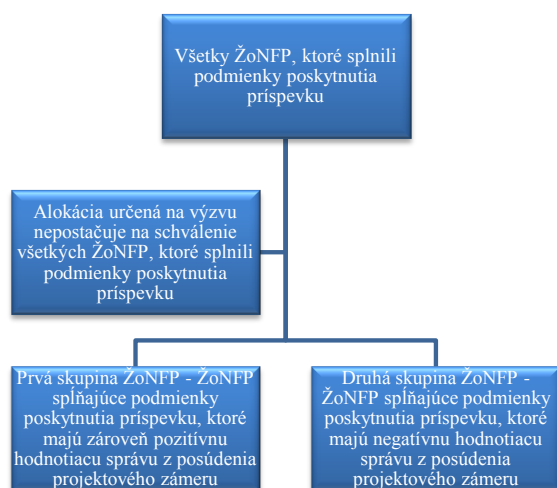 Všetky ŽoNFP, ktoré splnili
podmienky poskytnutia
príspevku
Alokácia určená na výzvu
nepostačuje na schválenie
všetkých ŽoNFP, ktoré splnili
podmienky poskytnutia
príspevku
Prvá skupina ŽoNFP - ŽoNFP
spĺňajúce podmienky
poskytnutia príspevku, ktoré
majú zároveň pozitívnu
hodnotiacu správu z posúdenia
projektového zámeru
Druhá skupina ŽoNFP -
ŽoNFP spĺňajúce podmienky
poskytnutia príspevku, ktoré
majú negatívnu hodnotiacu
správu z posúdenia
projektového zámeru